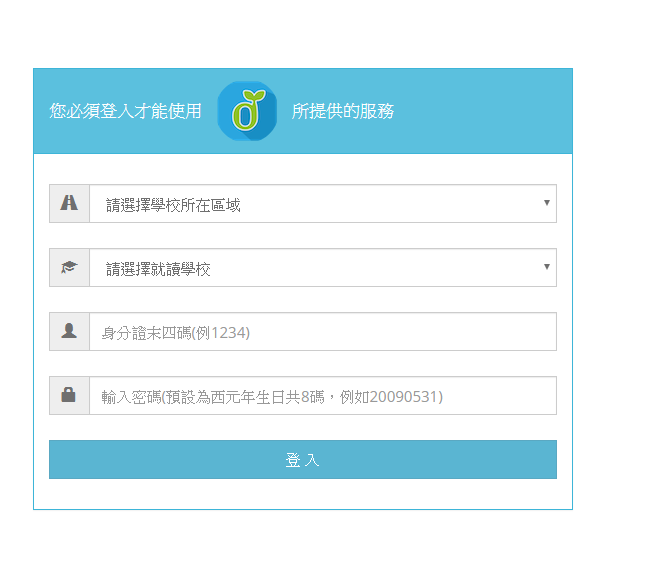 您必須登入才能使用 d 所提供的服務
請選擇學校所在區域
請選擇就讀學校
身分證末四碼(例1234)
輸入密碼(預設為西元年生日共8碼，例如20090531)
登 入